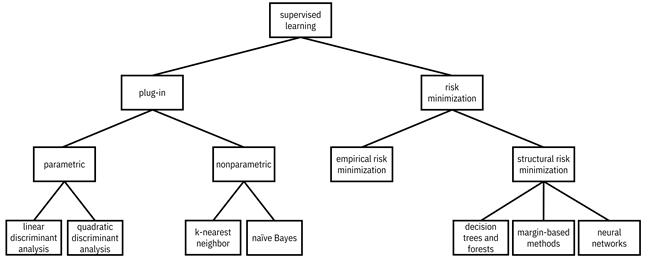 supervised
learning
plug-in
risk
minimization
parametric
nonparametric
empirical risk
minimization
structural risk
minimization
linear
discriminant
analysis
quadratic
discriminant
analysis
k-nearest
neighbor
naïve Bayes
decision
trees and
forests
margin-based
methods
neural
networks